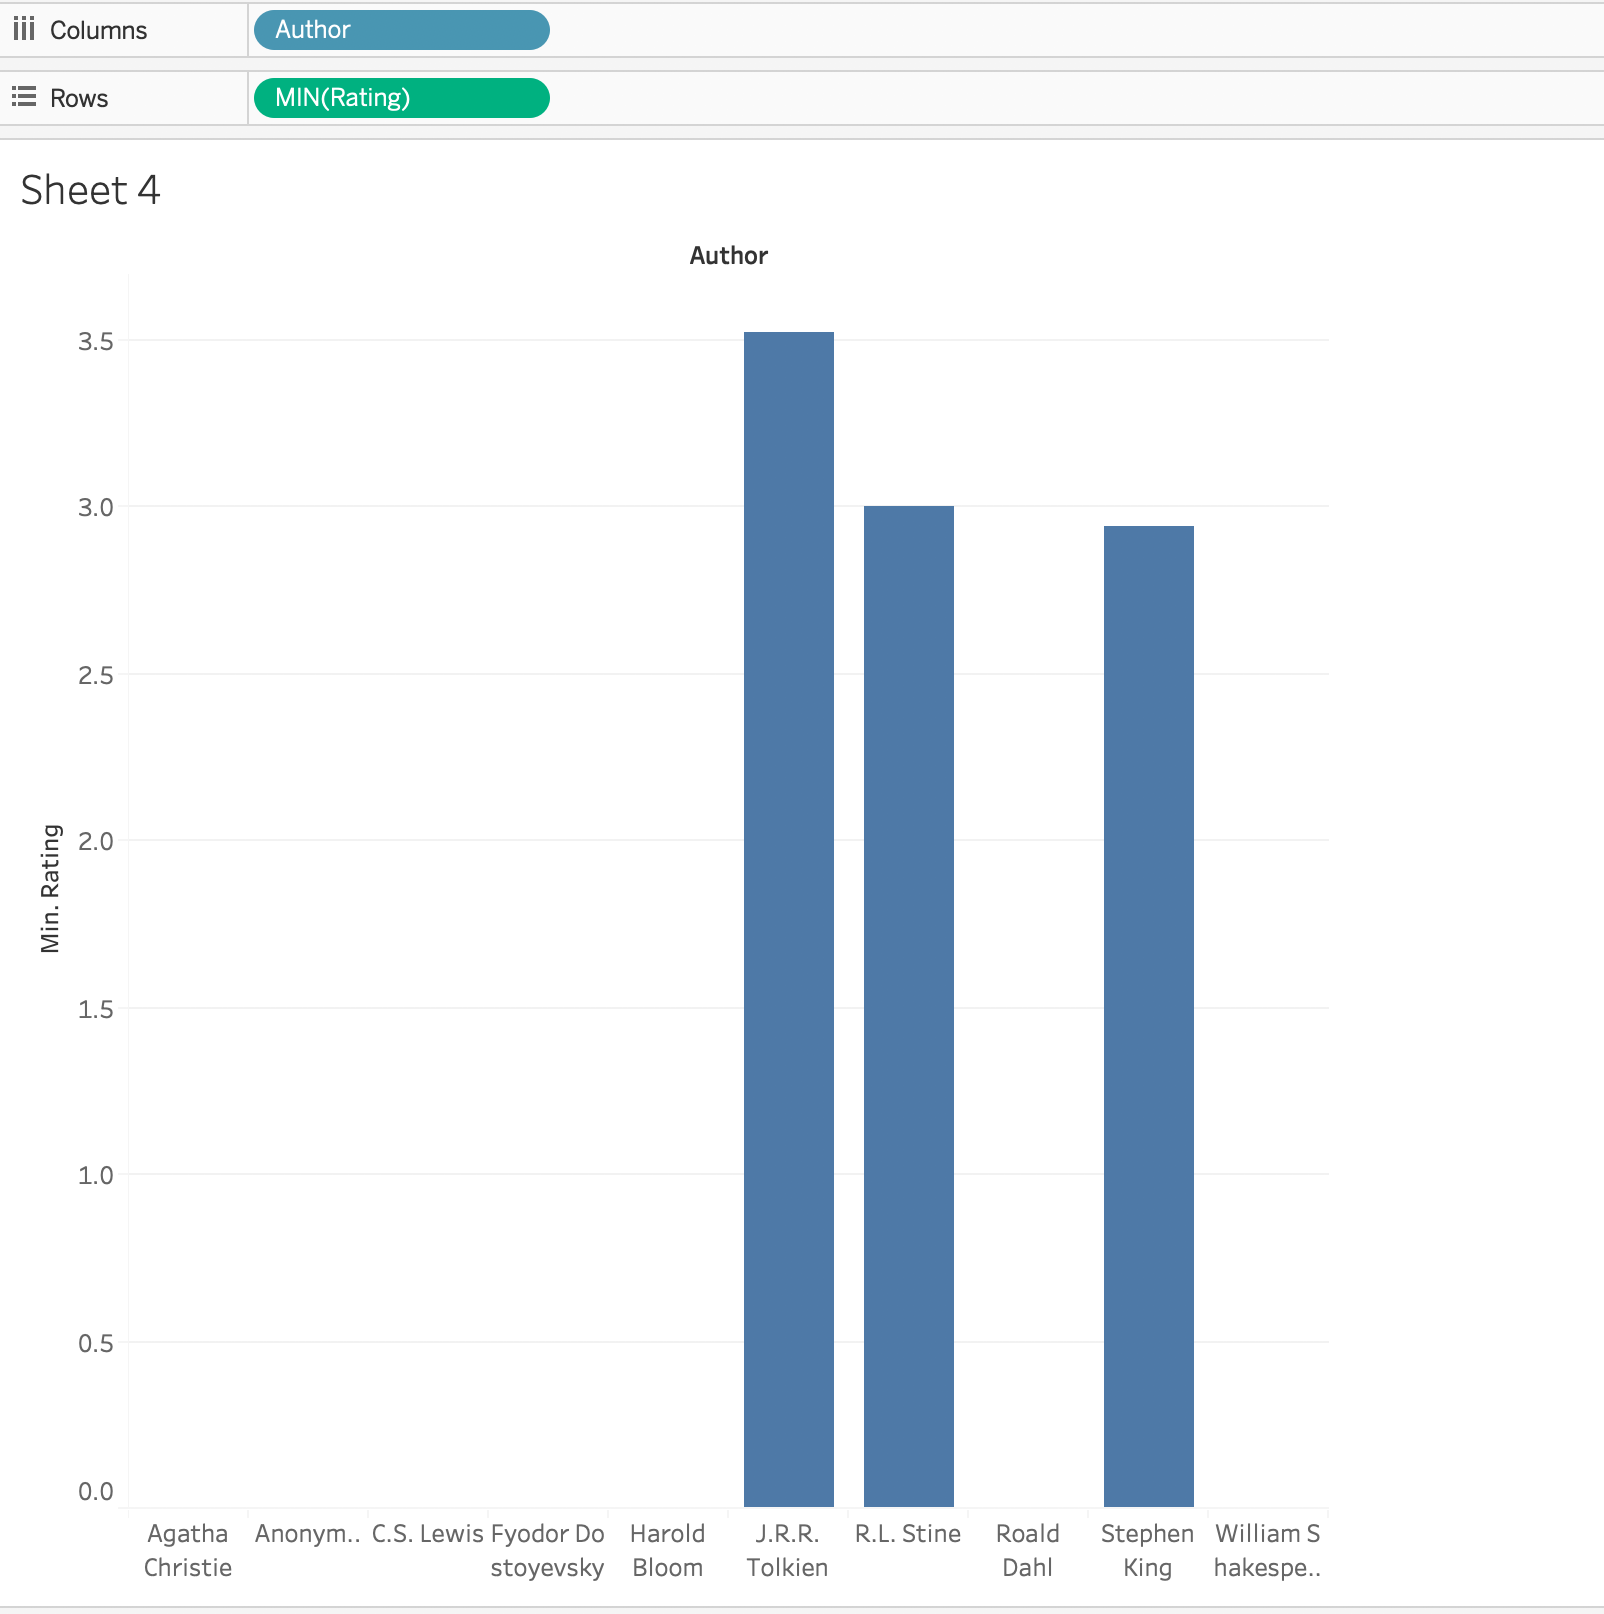 Columns
Author
Rows
MIN(Rating)
Sheet 4
Author
3.5
3.0
2.5
2.0
1.5
1.0
0.5
0.0
Min. Rating
Agatha
Christie
Anonym..
C.S. Lewis
Fyodor Do
stoyevsky
Harold
Bloom
J.R.R.
Tolkien
R.L. Stine
Roald
Dahl
Stephen
King
William S
hakespe..